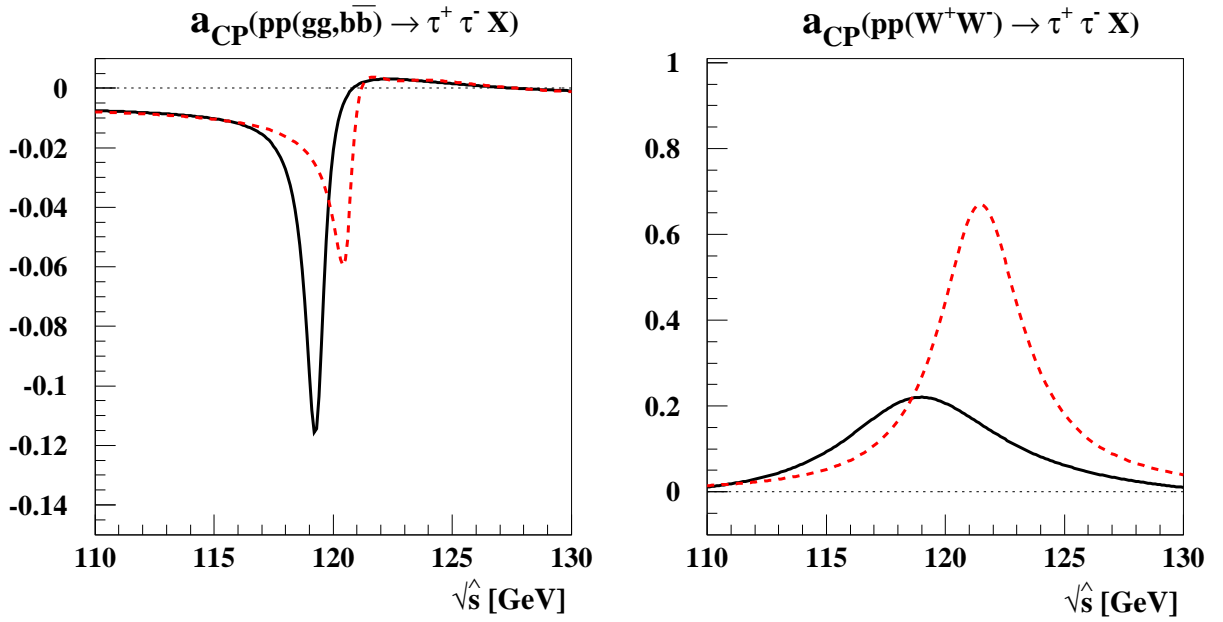 a_CP(pp(gg,bb̅) → τ⁺ τ⁻ X)
0
-0.02
-0.04
-0.06
-0.08
-0.1
-0.12
-0.14
110 115 120 125 130
√ŝ [GeV]
a_CP(pp(W⁺W⁻) → τ⁺ τ⁻ X)
1
0.8
0.6
0.4
0.2
0
110 115 120 125 130
√ŝ [GeV]